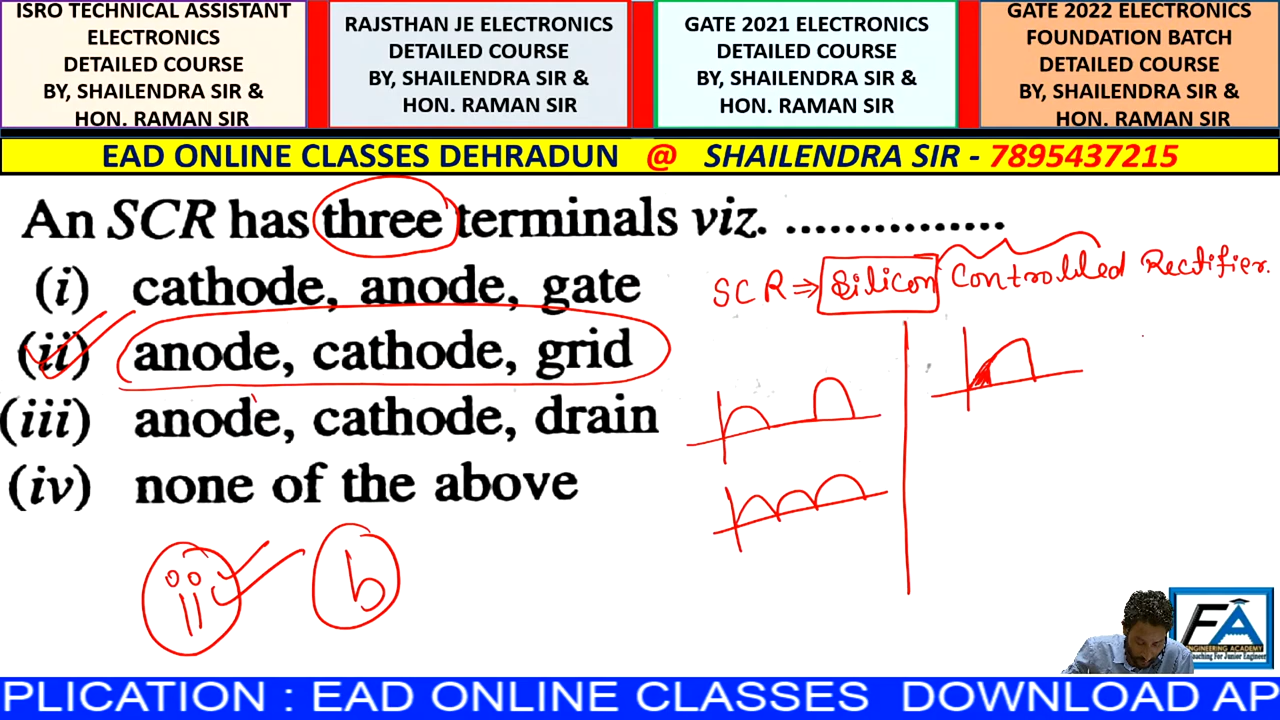 ISRO TECHNICAL ASSISTANT
ELECTRONICS
DETAILED COURSE
BY, SHAILENDRA SIR &
HON. RAMAN SIR
RAJSTHAN JE ELECTRONICS
DETAILED COURSE
BY, SHAILENDRA SIR &
HON. RAMAN SIR
GATE 2021 ELECTRONICS
DETAILED COURSE
BY, SHAILENDRA SIR &
HON. RAMAN SIR
GATE 2022 ELECTRONICS
FOUNDATION BATCH
DETAILED COURSE
BY, SHAILENDRA SIR &
HON. RAMAN SIR
EAD ONLINE CLASSES DEHRADUN @ SHAILENDRA SIR - 7895437215
An SCR has three terminals viz. ...............
(i) cathode, anode, gate
(ii) anode, cathode, grid
(iii) anode, cathode, drain
(iv) none of the above
SCR ⇒ Silicon Controlled Rectifier.
ii
b
FA
ENGINEERING ACADEMY
PLICATION : EAD ONLINE CLASSES DOWNLOAD AP